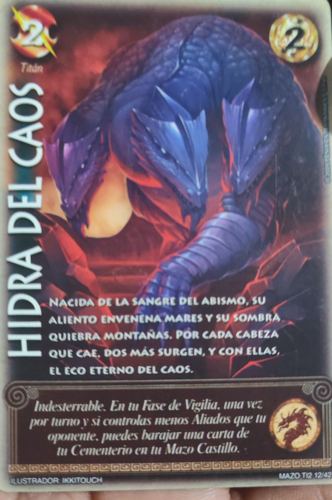 2
2
Titán
HIDRA DEL CAOS
NACIDA DE LA SANGRE DEL ABISMO, SU
ALIENTO ENVENENA MARES Y SU SOMBRA
QUIEBRA MONTAÑAS. POR CADA CABEZA
QUE CAE, DOS MÁS SURGEN, Y CON ELLAS,
EL ECO ETERNO DEL CAOS.
Indesterrable. En tu Fase de Vigilia, una vez
por turno y si controlas menos Aliados que tu
oponente, puedes barajar una carta de
tu Cementerio en tu Mazo Castillo.
ILUSTRADOR: IKKITOUCH
MAZO TI2 12/42